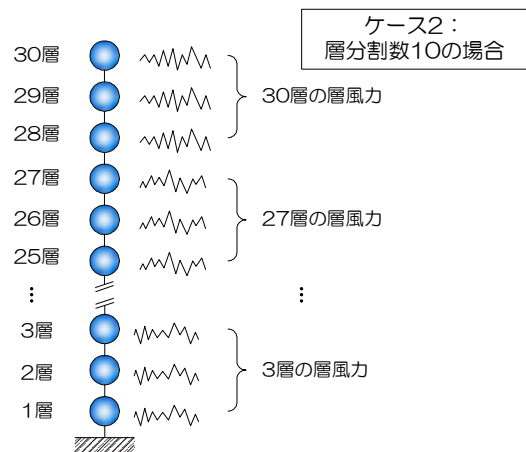 ケース2:
層分割数10の場合
30層
29層
30層の層風力
28層
27層
26層
27層の層風力
25層
⋮
⋮
3層
2層
3層の層風力
1層